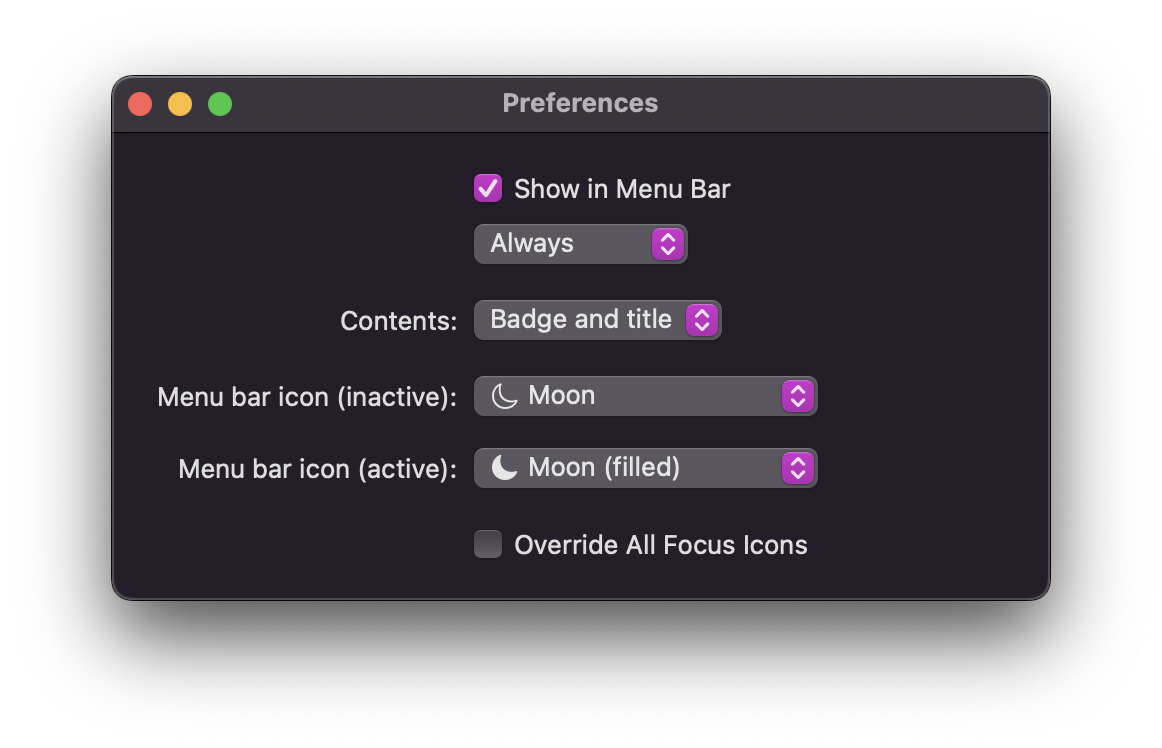 Preferences
Show in Menu Bar
Always
Contents: Badge and title
Menu bar icon (inactive): Moon
Menu bar icon (active): Moon (filled)
Override All Focus Icons